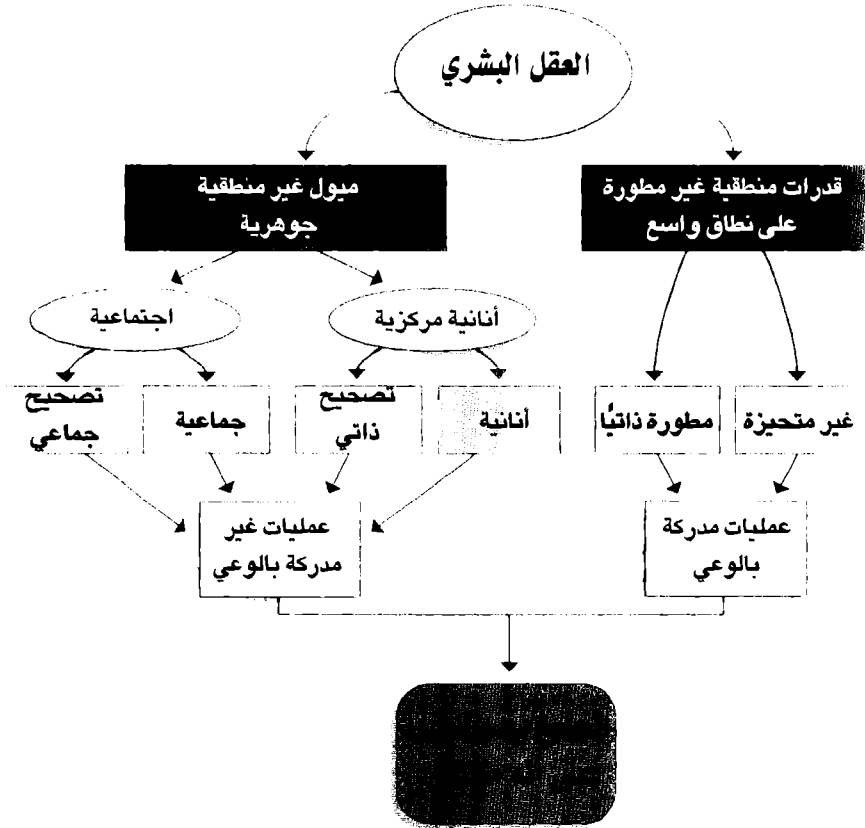 العقل البشري
قدرات منطقية غير مطورة
على نطاق واسع
ميول غير منطقية
جوهرية
أنانية مركزية
اجتماعية
غير متحيزة
مطورة ذاتيًا
أنانية
تصحيح
ذاتي
جماعية
تصحيح
جماعي
عمليات مدركة
بالوعي
عمليات غير
مدركة بالوعي